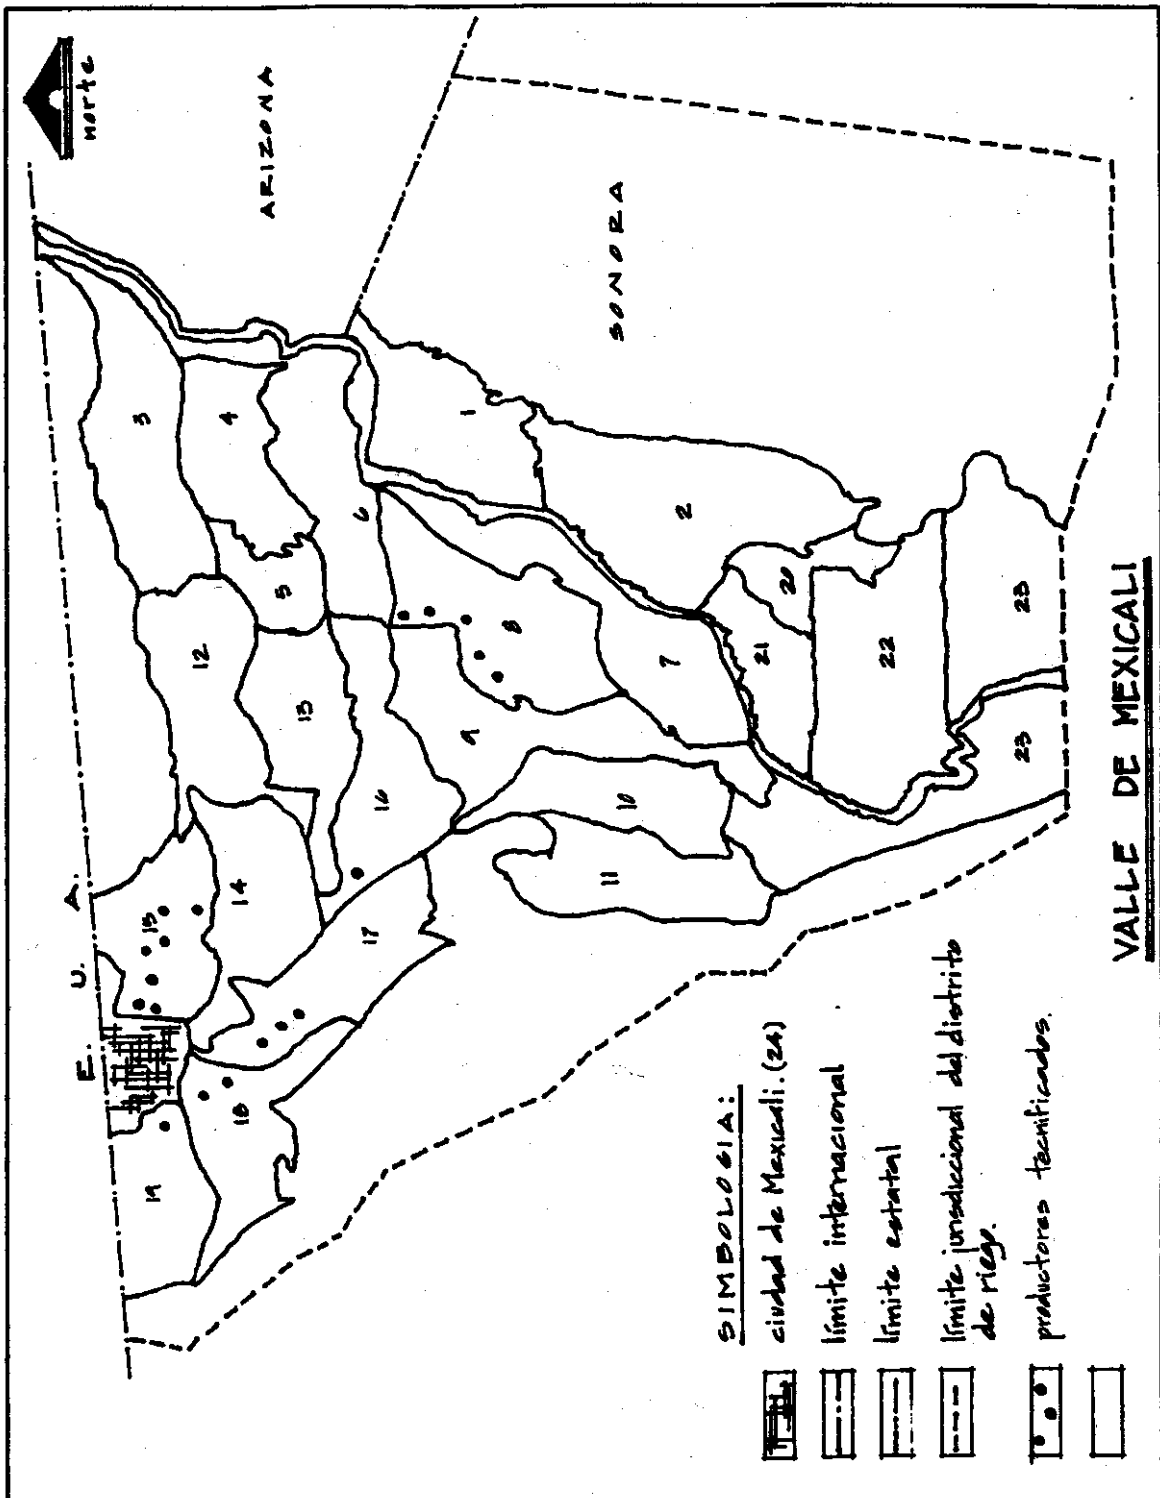 norte
E. U. A.
ARIZONA
SONORA
3
4
12
5
6
13
1
15
14
16
8
2
19
18
17
9
7
20
21
10
11
22
23
23
SIMBOLOGIA:
ciudad de Mexicali. (24)
límite internacional
límite estatal
límite jurisdiccional del distrito
de riego.
productores tecnificados.
VALLE DE MEXICALI